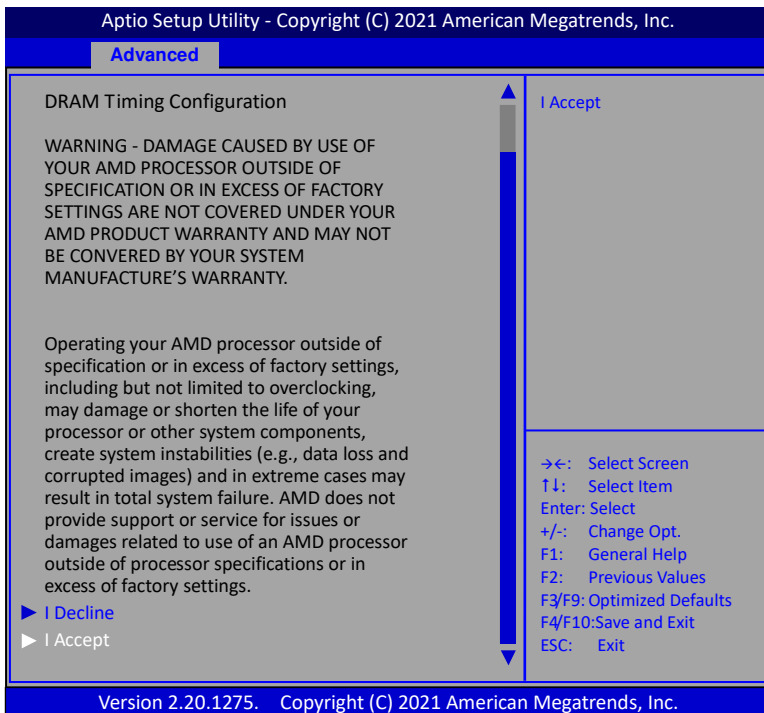 Aptio Setup Utility - Copyright (C) 2021 American Megatrends, Inc.
Advanced
DRAM Timing Configuration
WARNING - DAMAGE CAUSED BY USE OF
YOUR AMD PROCESSOR OUTSIDE OF
SPECIFICATION OR IN EXCESS OF FACTORY
SETTINGS ARE NOT COVERED UNDER YOUR
AMD PRODUCT WARRANTY AND MAY NOT
BE CONVERED BY YOUR SYSTEM
MANUFACTURE’S WARRANTY.
Operating your AMD processor outside of
specification or in excess of factory settings,
including but not limited to overclocking,
may damage or shorten the life of your
processor or other system components,
create system instabilities (e.g., data loss and
corrupted images) and in extreme cases may
result in total system failure. AMD does not
provide support or service for issues or
damages related to use of an AMD processor
outside of processor specifications or in
excess of factory settings.
I Decline
I Accept
I Accept
→←: Select Screen
↑↓: Select Item
Enter: Select
+/-: Change Opt.
F1: General Help
F2: Previous Values
F3/F9: Optimized Defaults
F4/F10:Save and Exit
ESC: Exit
Version 2.20.1275. Copyright (C) 2021 American Megatrends, Inc.